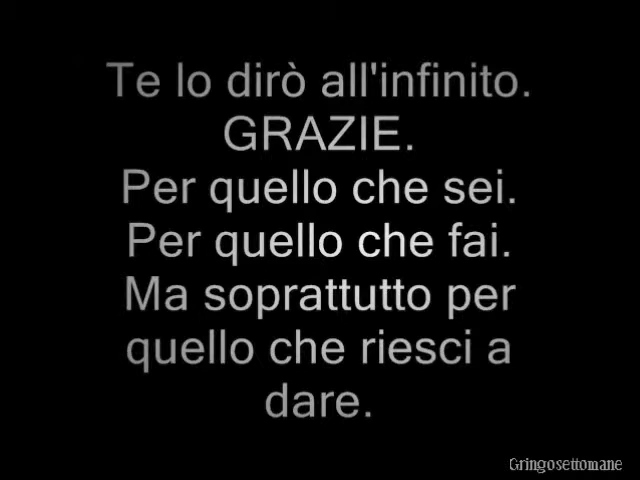 Te lo dirò all'infinito.
GRAZIE.
Per quello che sei.
Per quello che fai.
Ma soprattutto per
quello che riesci a
dare.
Gringosettomane